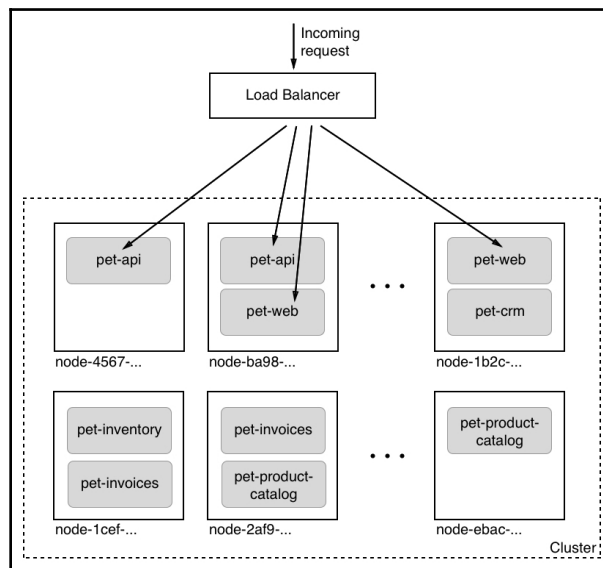 Incoming
request
Load Balancer
pet-api
pet-api
pet-web
pet-web
pet-crm
...
node-4567-...
node-ba98-...
node-1b2c-...
pet-inventory
pet-invoices
pet-invoices
pet-product-
catalog
pet-product-
catalog
...
node-1cef-...
node-2af9-...
node-ebac-...
Cluster